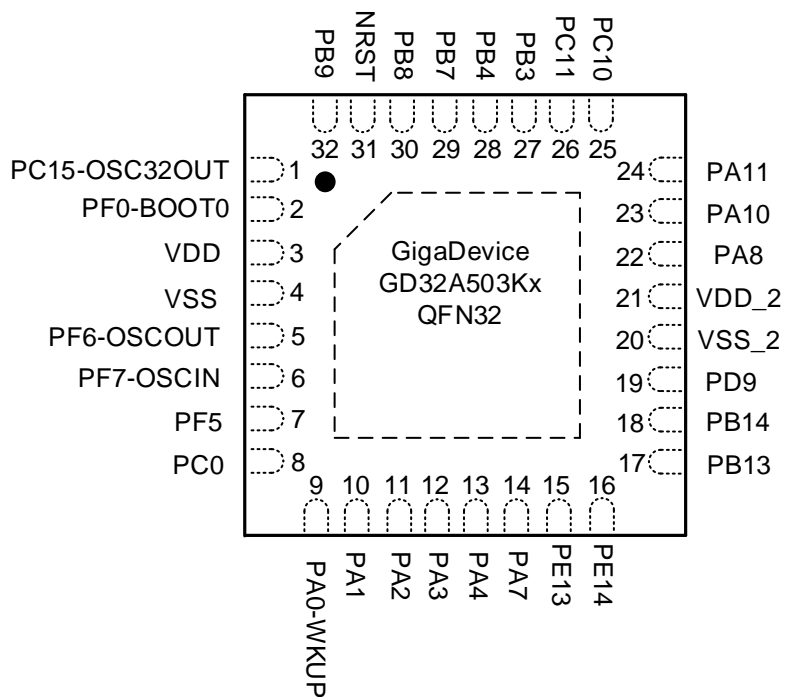 PB9
NRST
PB8
PB7
PB4
PB3
PC11
PC10
32
31
30
29
28
27
26
25
PC15-OSC32OUT
1
PF0-BOOT0
2
VDD
3
VSS
4
PF6-OSCOUT
5
PF7-OSCIN
6
PF5
7
PC0
8
GigaDevice
GD32A503Kx
QFN32
24
PA11
23
PA10
22
PA8
21
VDD_2
20
VSS_2
19
PD9
18
PB14
17
PB13
9
10
11
12
13
14
15
16
PA0-WKUP
PA1
PA2
PA3
PA4
PA7
PE13
PE14